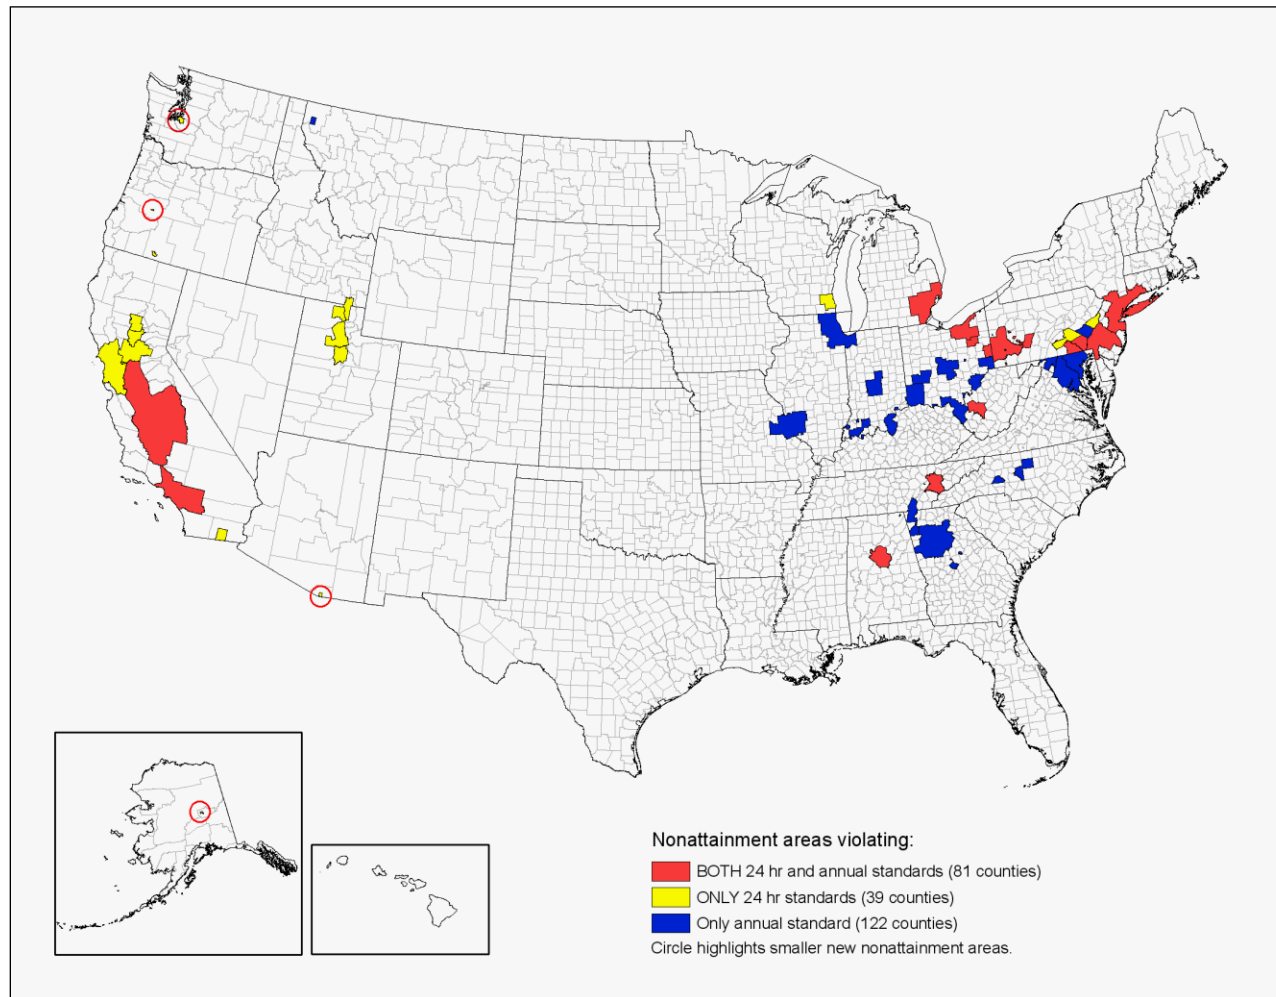 Nonattainment areas violating:
BOTH 24 hr and annual standards (81 counties)
ONLY 24 hr standards (39 counties)
Only annual standard (122 counties)
Circle highlights smaller new nonattainment areas.